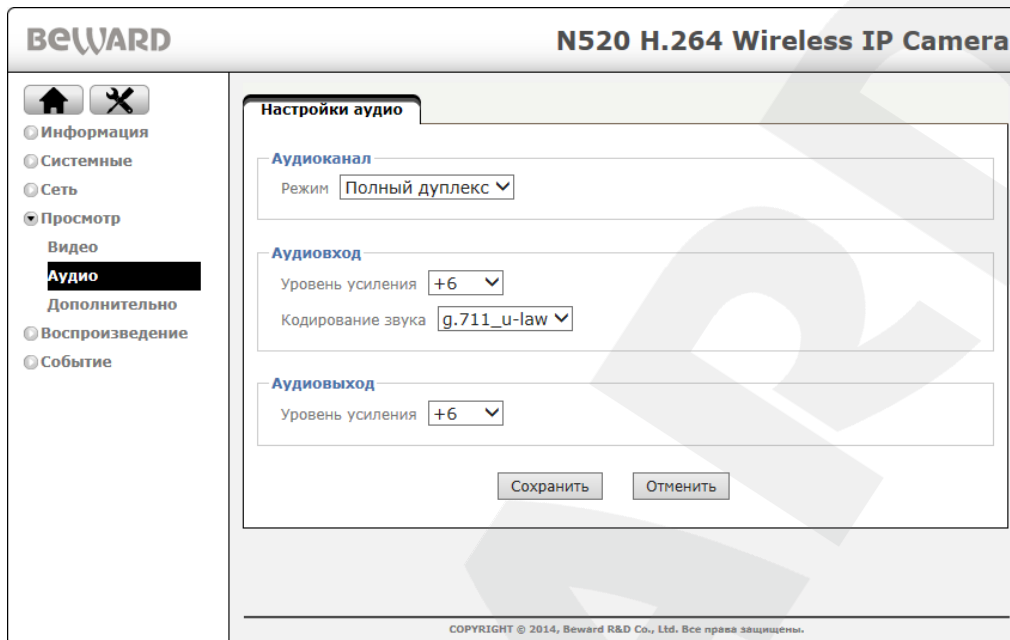 BEWARD
N520 H.264 Wireless IP Camera
Информация
Системные
Сеть
Просмотр
Видео
Аудио
Дополнительно
Воспроизведение
Событие
Настройки аудио
Аудиоканал
Режим Полный дуплекс
Аудиовход
Уровень усиления +6
Кодирование звука g.711_u-law
Аудиовыход
Уровень усиления +6
Сохранить Отменить
COPYRIGHT © 2014, Beward R&D Co., Ltd. Все права защищены.